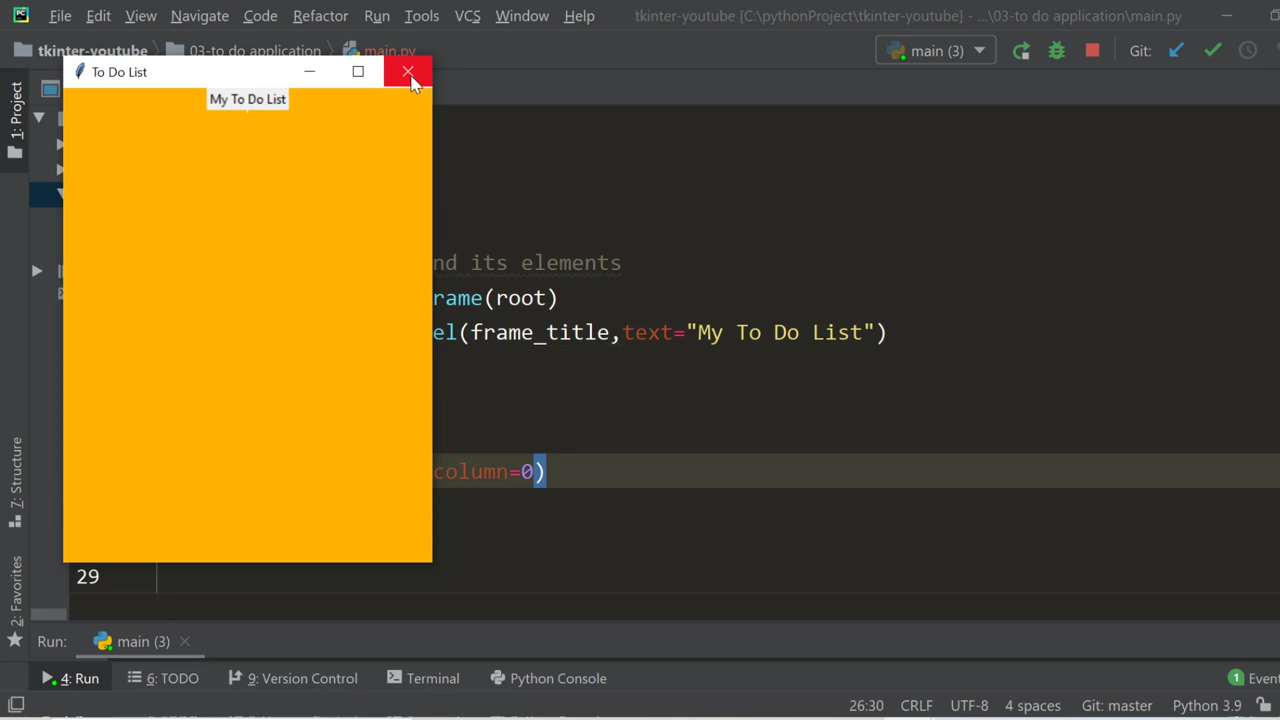 PC File Edit View Navigate Code Refactor Run Tools VCS Window Help tkinter-youtube [C:\pythonProject\tkinter-youtube] - ...\03-to do application\main.py
tkinter-youtube 03-to do application main.py main (3) Git:
To Do List
My To Do List
1: Project
nd its elements
rame(root)
el(frame_title,text="My To Do List")
column=0)
29
7: Structure
2: Favorites
Run: main (3)
4: Run 6: TODO 9: Version Control Terminal Python Console 1 Event
26:30 CRLF UTF-8 4 spaces Git: master Python 3.9